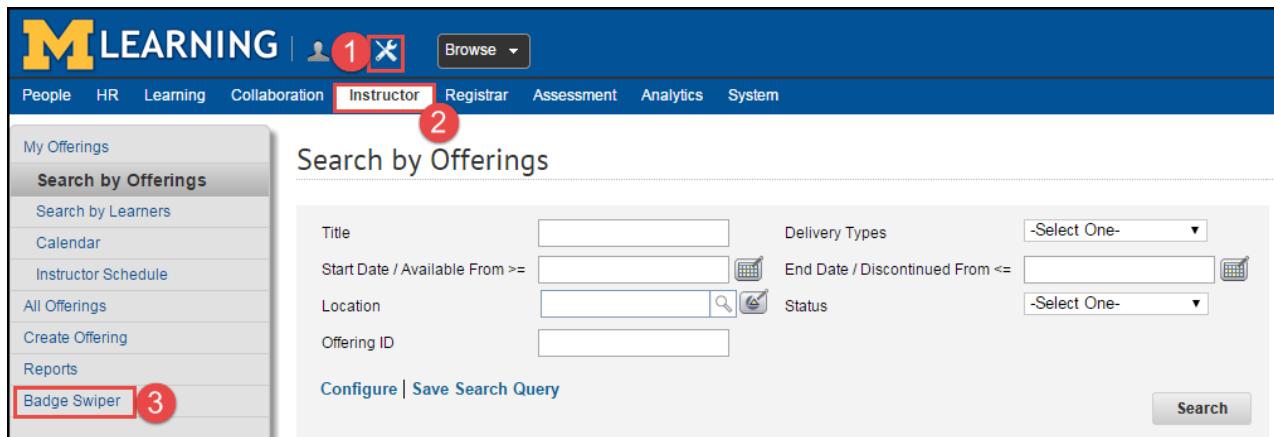 M LEARNING 1 Browse
People HR Learning Collaboration Instructor Registrar Assessment Analytics System
2
My Offerings
Search by Offerings
Search by Learners
Calendar
Instructor Schedule
All Offerings
Create Offering
Reports
Badge Swiper 3
Search by Offerings
Title Delivery Types -Select One-
Start Date / Available From >= End Date / Discontinued From <=
Location Status -Select One-
Offering ID
Configure | Save Search Query
Search